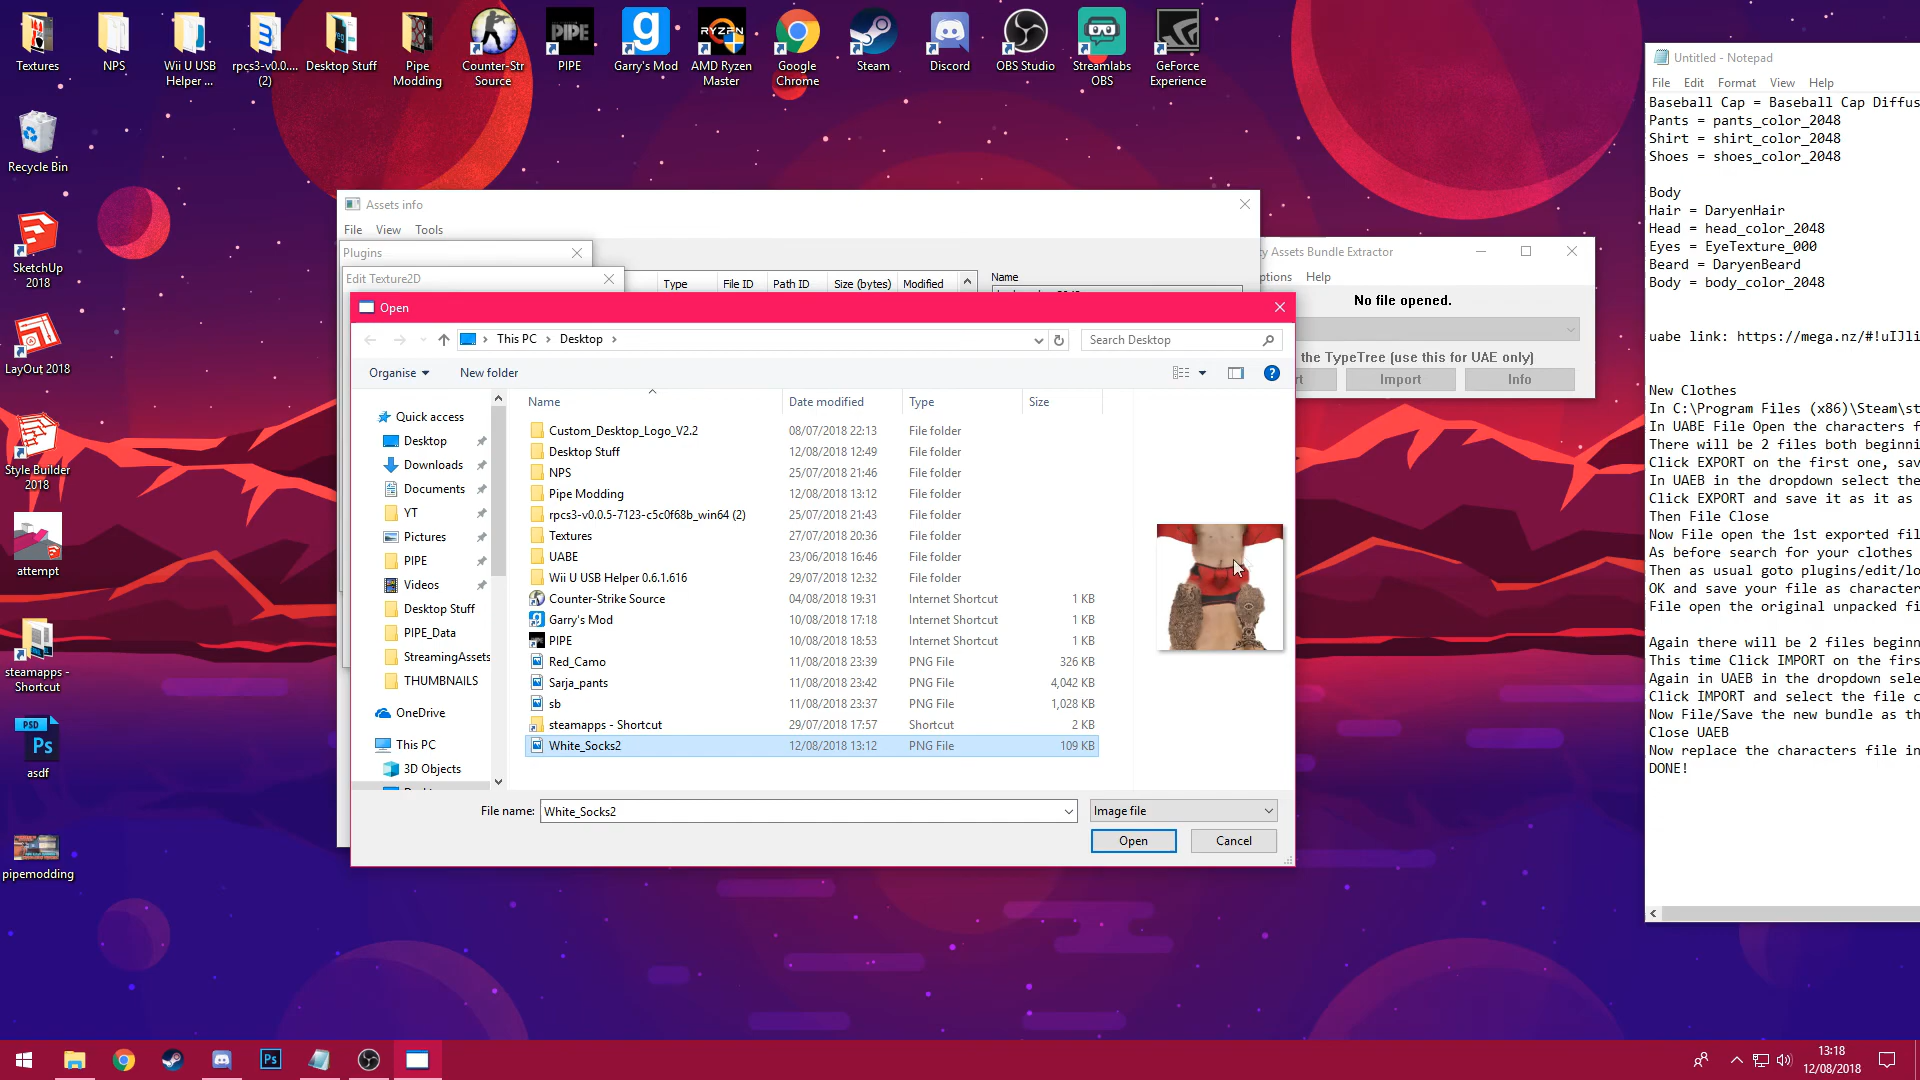 Textures
NPS
Wii U USB Helper ...
rpcs3-v0.0.... (2)
Desktop Stuff
Pipe Modding
Counter-Str Source
PIPE
Garry's Mod
AMD Ryzen Master
Google Chrome
Steam
Discord
OBS Studio
Streamlabs OBS
GeForce Experience
Recycle Bin
SketchUp 2018
LayOut 2018
Style Builder 2018
attempt
steamapps - Shortcut
asdf
pipemodding
Assets info
File View Tools
Plugins
Edit Texture2D
Type File ID Path ID Size (bytes) Modified
Name
ty Assets Bundle Extractor
ptions Help
No file opened.
the TypeTree (use this for UAE only)
rt Import Info
Open
This PC > Desktop >
Search Desktop
Organise New folder
Quick access
Desktop
Downloads
Documents
YT
Pictures
PIPE
Videos
Desktop Stuff
PIPE_Data
StreamingAssets
THUMBNAILS
OneDrive
This PC
3D Objects
Name Date modified Type Size
Custom_Desktop_Logo_V2.2 08/07/2018 22:13 File folder
Desktop Stuff 12/08/2018 12:49 File folder
NPS 25/07/2018 21:46 File folder
Pipe Modding 12/08/2018 13:12 File folder
rpcs3-v0.0.5-7123-c5c0f68b_win64 (2) 25/07/2018 21:43 File folder
Textures 27/07/2018 20:36 File folder
UABE 23/06/2018 16:46 File folder
Wii U USB Helper 0.6.1.616 29/07/2018 12:32 File folder
Counter-Strike Source 04/08/2018 19:31 Internet Shortcut 1 KB
Garry's Mod 10/08/2018 17:18 Internet Shortcut 1 KB
PIPE 10/08/2018 18:53 Internet Shortcut 1 KB
Red_Camo 11/08/2018 23:39 PNG File 326 KB
Sarja_pants 11/08/2018 23:42 PNG File 4,042 KB
sb 11/08/2018 23:37 PNG File 1,028 KB
steamapps - Shortcut 29/07/2018 17:57 Shortcut 2 KB
White_Socks2 12/08/2018 13:12 PNG File 109 KB
File name: White_Socks2 Image file
Open Cancel
Untitled - Notepad
File Edit Format View Help
Baseball Cap = Baseball Cap Diffus
Pants = pants_color_2048
Shirt = shirt_color_2048
Shoes = shoes_color_2048
Body
Hair = DaryenHair
Head = head_color_2048
Eyes = EyeTexture_000
Beard = DaryenBeard
Body = body_color_2048
uabe link: https://mega.nz/#!uIJli
New Clothes
In C:\Program Files (x86)\Steam\st
In UABE File Open the characters f
There will be 2 files both beginni
Click EXPORT on the first one, sav
In UAEB in the dropdown select the
Click EXPORT and save it as it as
Then File Close
Now File open the 1st exported fil
As before search for your clothes
Then as usual goto plugins/edit/lo
OK and save your file as character
File open the original unpacked fi
Again there will be 2 files beginn
This time Click IMPORT on the firs
Again in UAEB in the dropdown sele
Click IMPORT and select the file c
Now File/Save the new bundle as th
Close UAEB
Now replace the characters file in
DONE!
13:18
12/08/2018